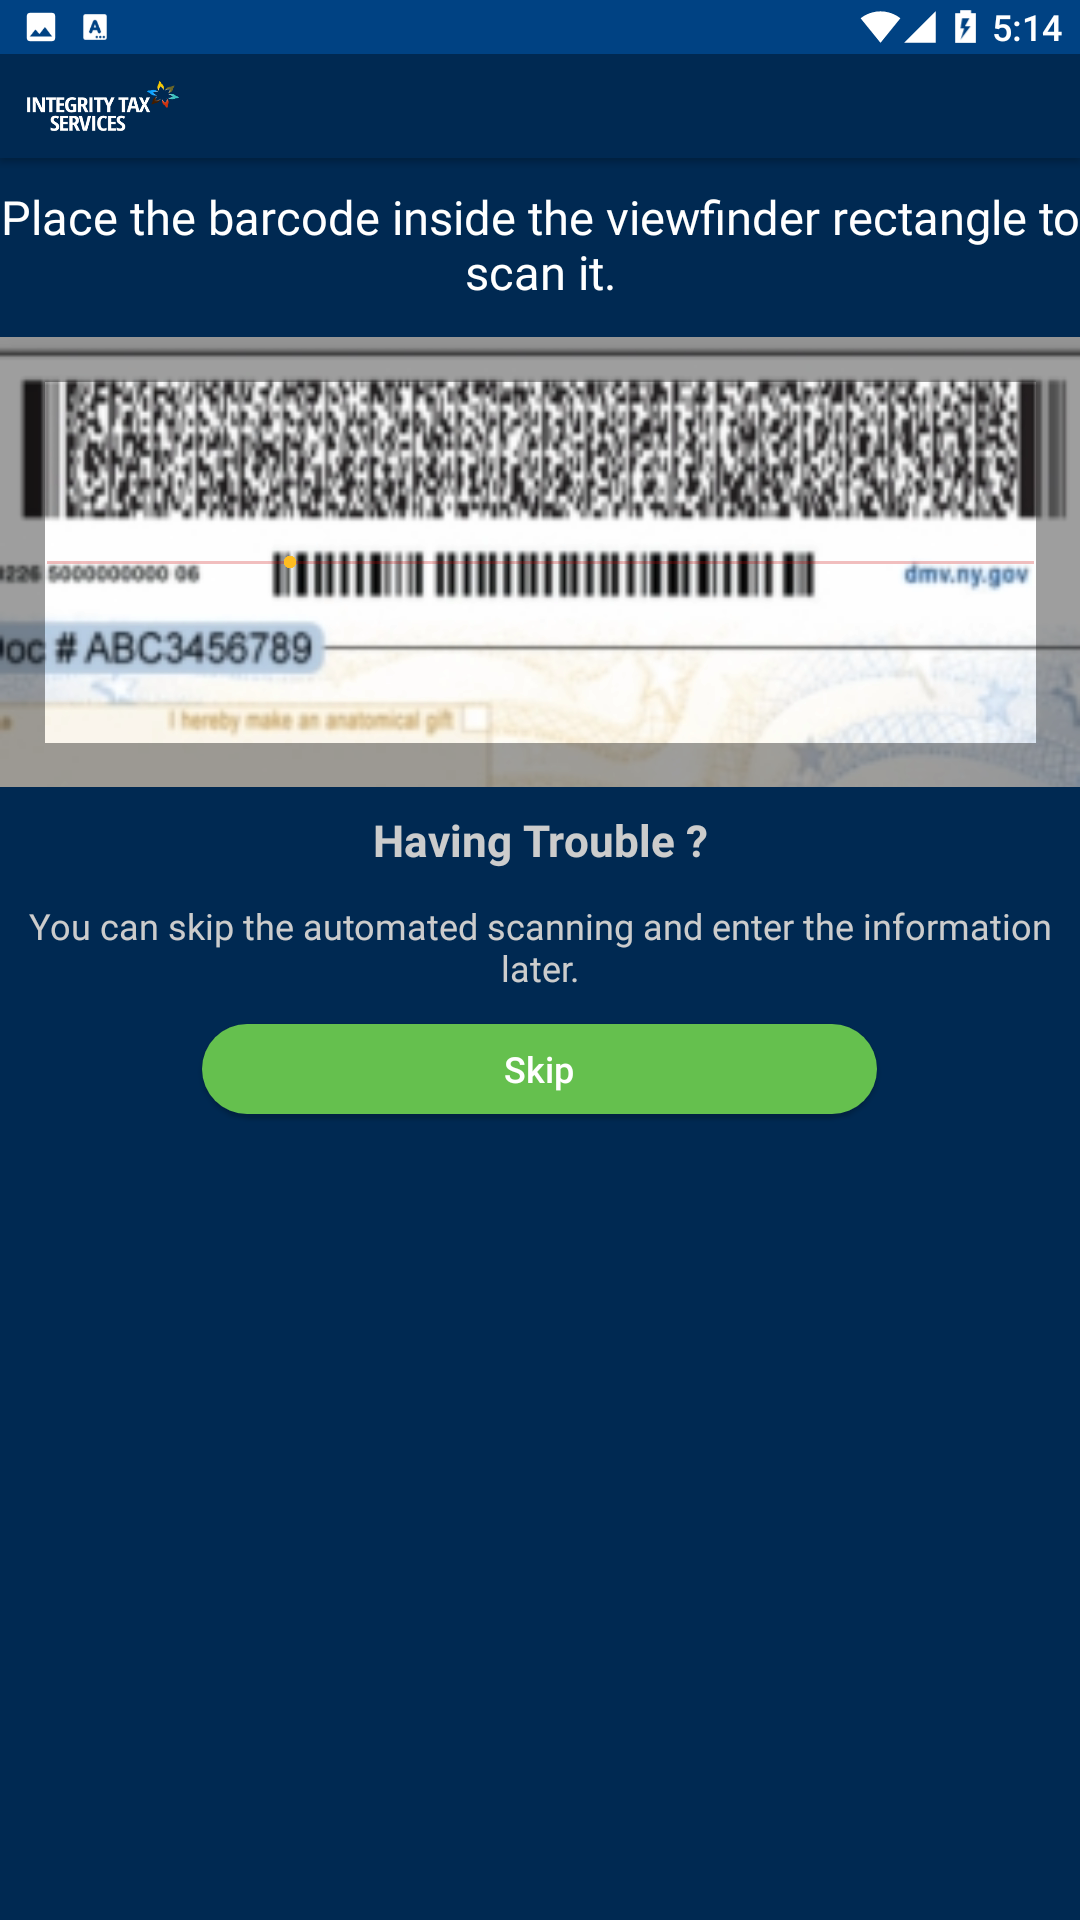 5:14
INTEGRITY TAX
SERVICES
Place the barcode inside the viewfinder rectangle to
scan it.
5000000000 06
dmv.ny.gov
Doc # ABC3456789
I hereby make an anatomical gift
Having Trouble ?
You can skip the automated scanning and enter the information
later.
Skip